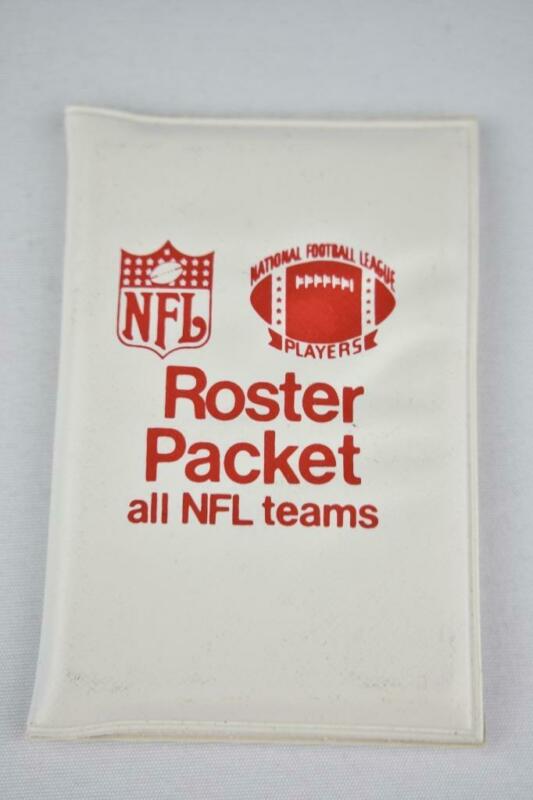 NFL
NATIONAL FOOTBALL LEAGUE
PLAYERS
Roster
Packet
all NFL teams